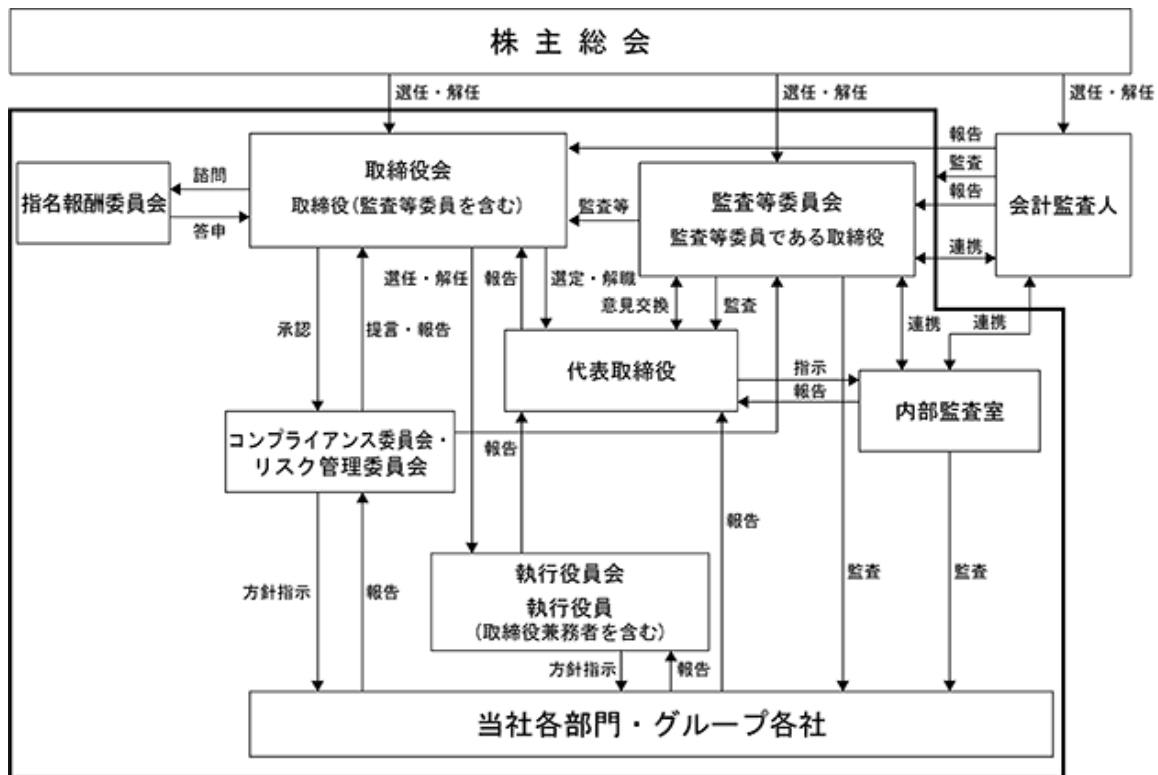 株主総会
選任・解任
選任・解任
選任・解任
取締役会
取締役(監査等委員を含む)
指名報酬委員会
諮問
答申
監査等
監査等委員会
監査等委員である取締役
報告
監査
報告
連携
会計監査人
承認
提言・報告
選任・解任
報告
選定・解職
意見交換
監査
連携
連携
代表取締役
指示
報告
内部監査室
コンプライアンス委員会・
リスク管理委員会
報告
報告
執行役員会
執行役員
(取締役兼務者を含む)
方針指示
報告
監査
監査
方針指示
報告
当社各部門・グループ各社